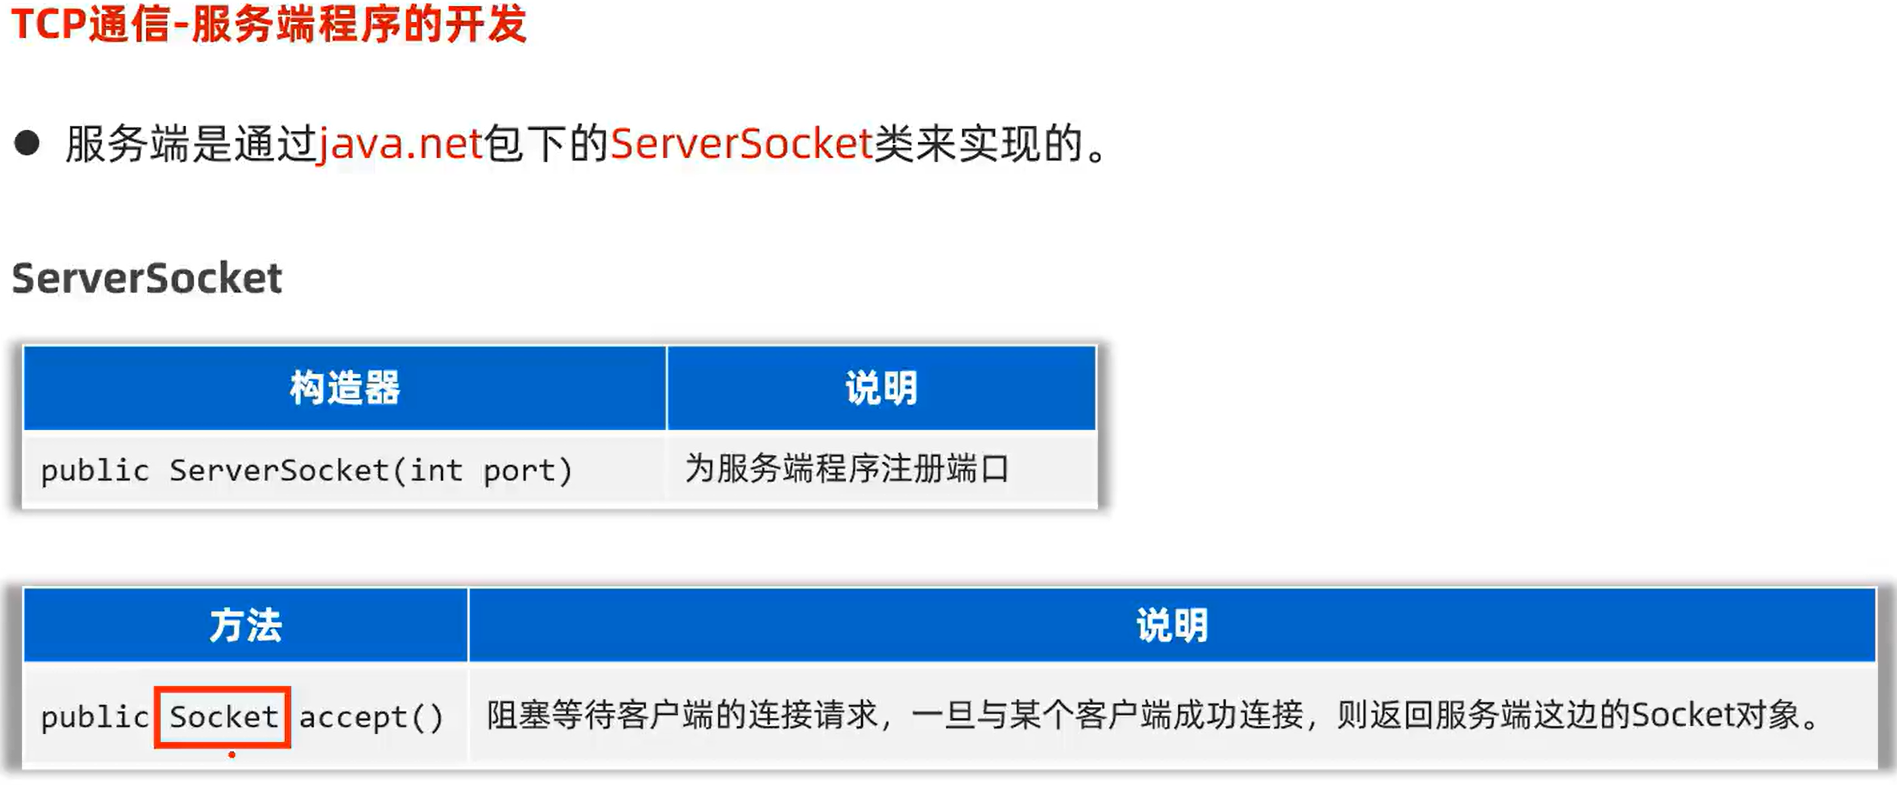 TCP通信-服务端程序的开发
● 服务端是通过java.net包下的ServerSocket类来实现的。
ServerSocket
构造器 说明
public ServerSocket(int port) 为服务端程序注册端口
方法 说明
public Socket accept() 阻塞等待客户端的连接请求，一旦与某个客户端成功连接，则返回服务端这边的Socket对象。